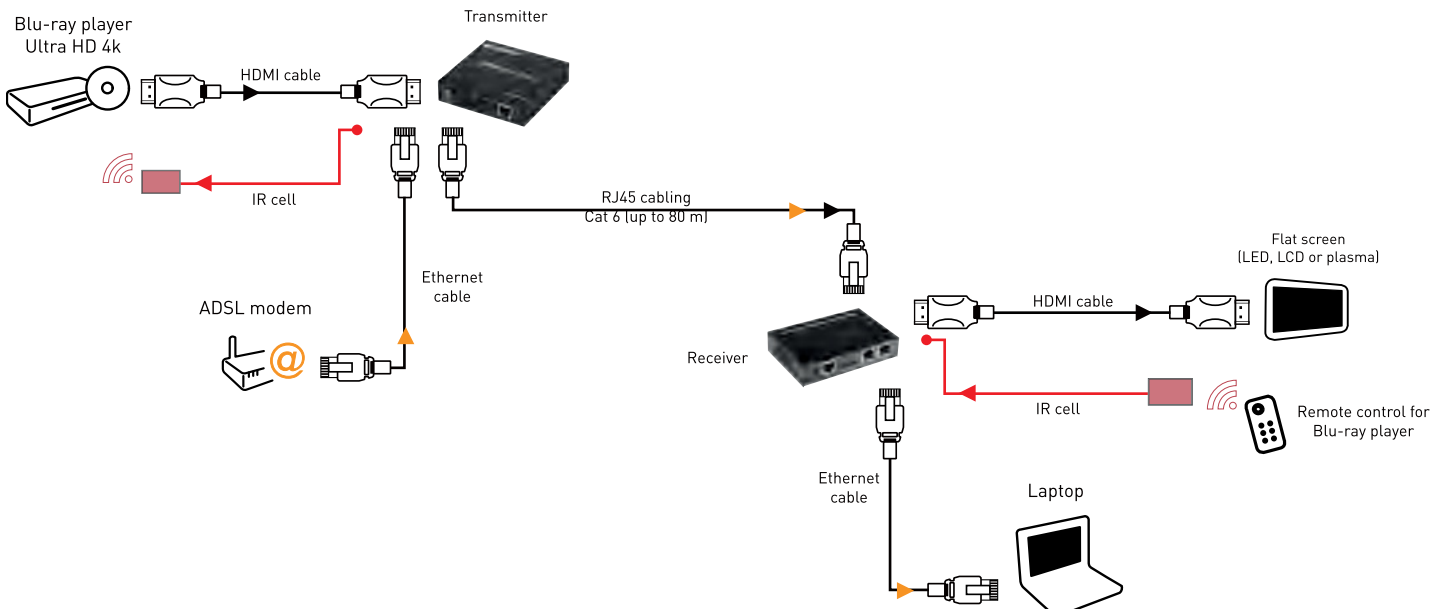 Blu-ray player
Ultra HD 4k
HDMI cable
Transmitter
IR cell
RJ45 cabling
Cat 6 (up to 80 m)
Ethernet
cable
ADSL modem
@
Flat screen
(LED, LCD or plasma)
HDMI cable
Receiver
IR cell
Remote control for
Blu-ray player
Ethernet
cable
Laptop